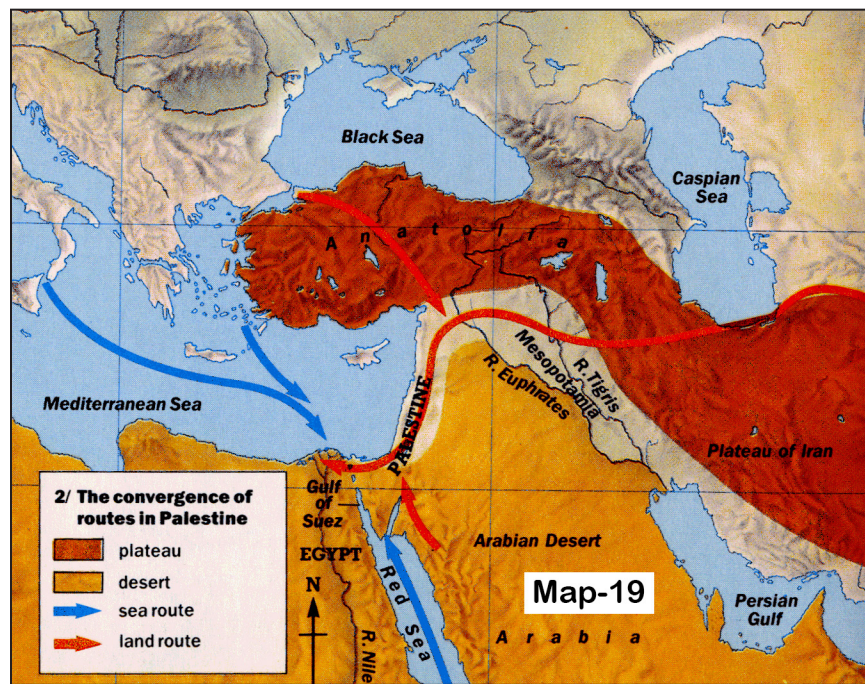 Black Sea
Caspian
Sea
Anatolia
Mesopotamia
R. Tigris
R. Euphrates
PALESTINE
Mediterranean Sea
Plateau of Iran
2/ The convergence of
routes in Palestine
plateau
desert
sea route
land route
Gulf
of
Suez
EGYPT
N
R. Nile
Red Sea
Arabian Desert
Map-19
Arabia
Persian
Gulf